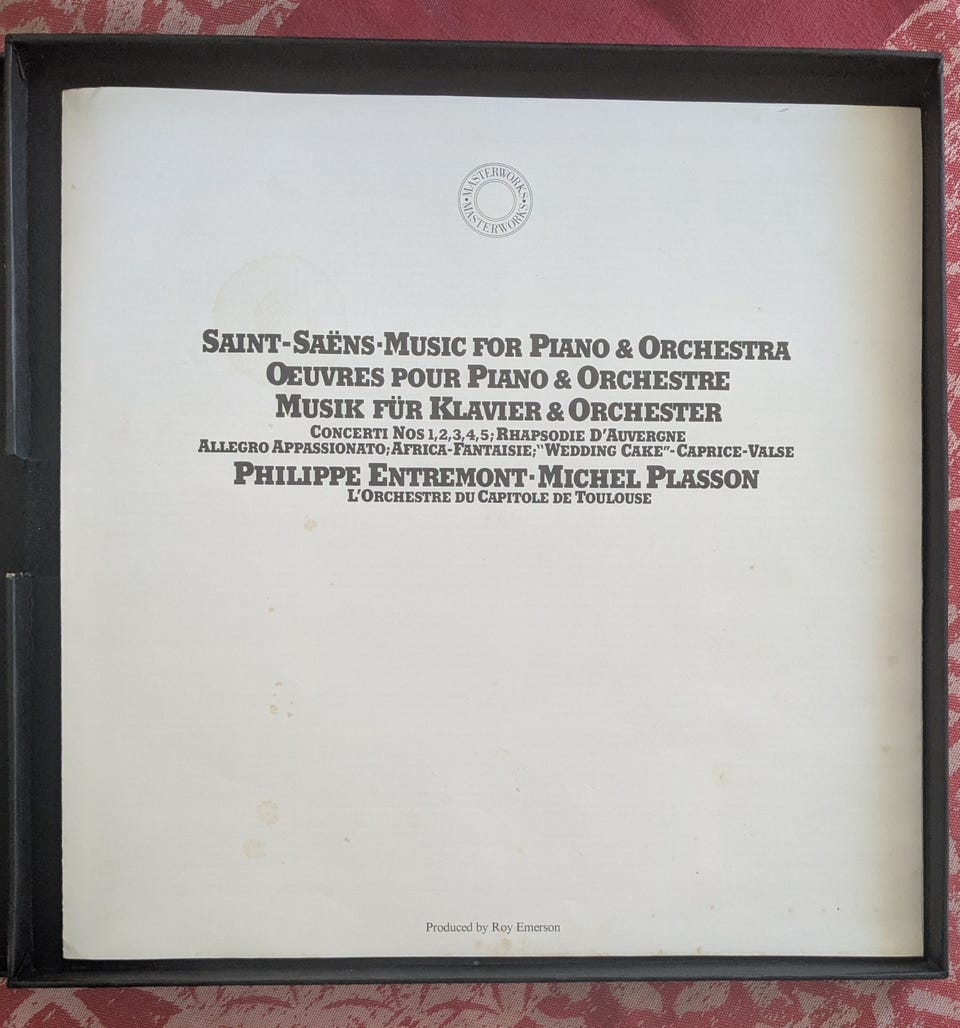 •MASTERWORKS•
MASTERWORKS
SAINT-SAËNS·MUSIC FOR PIANO & ORCHESTRA
ŒUVRES POUR PIANO & ORCHESTRE
MUSIK FÜR KLAVIER & ORCHESTER
CONCERTI NOS 1,2,3,4,5; RHAPSODIE D'AUVERGNE
ALLEGRO APPASSIONATO; AFRICA-FANTAISIE; "WEDDING CAKE"-CAPRICE-VALSE
PHILIPPE ENTREMONT·MICHEL PLASSON
L'ORCHESTRE DU CAPITOLE DE TOULOUSE
Produced by Roy Emerson